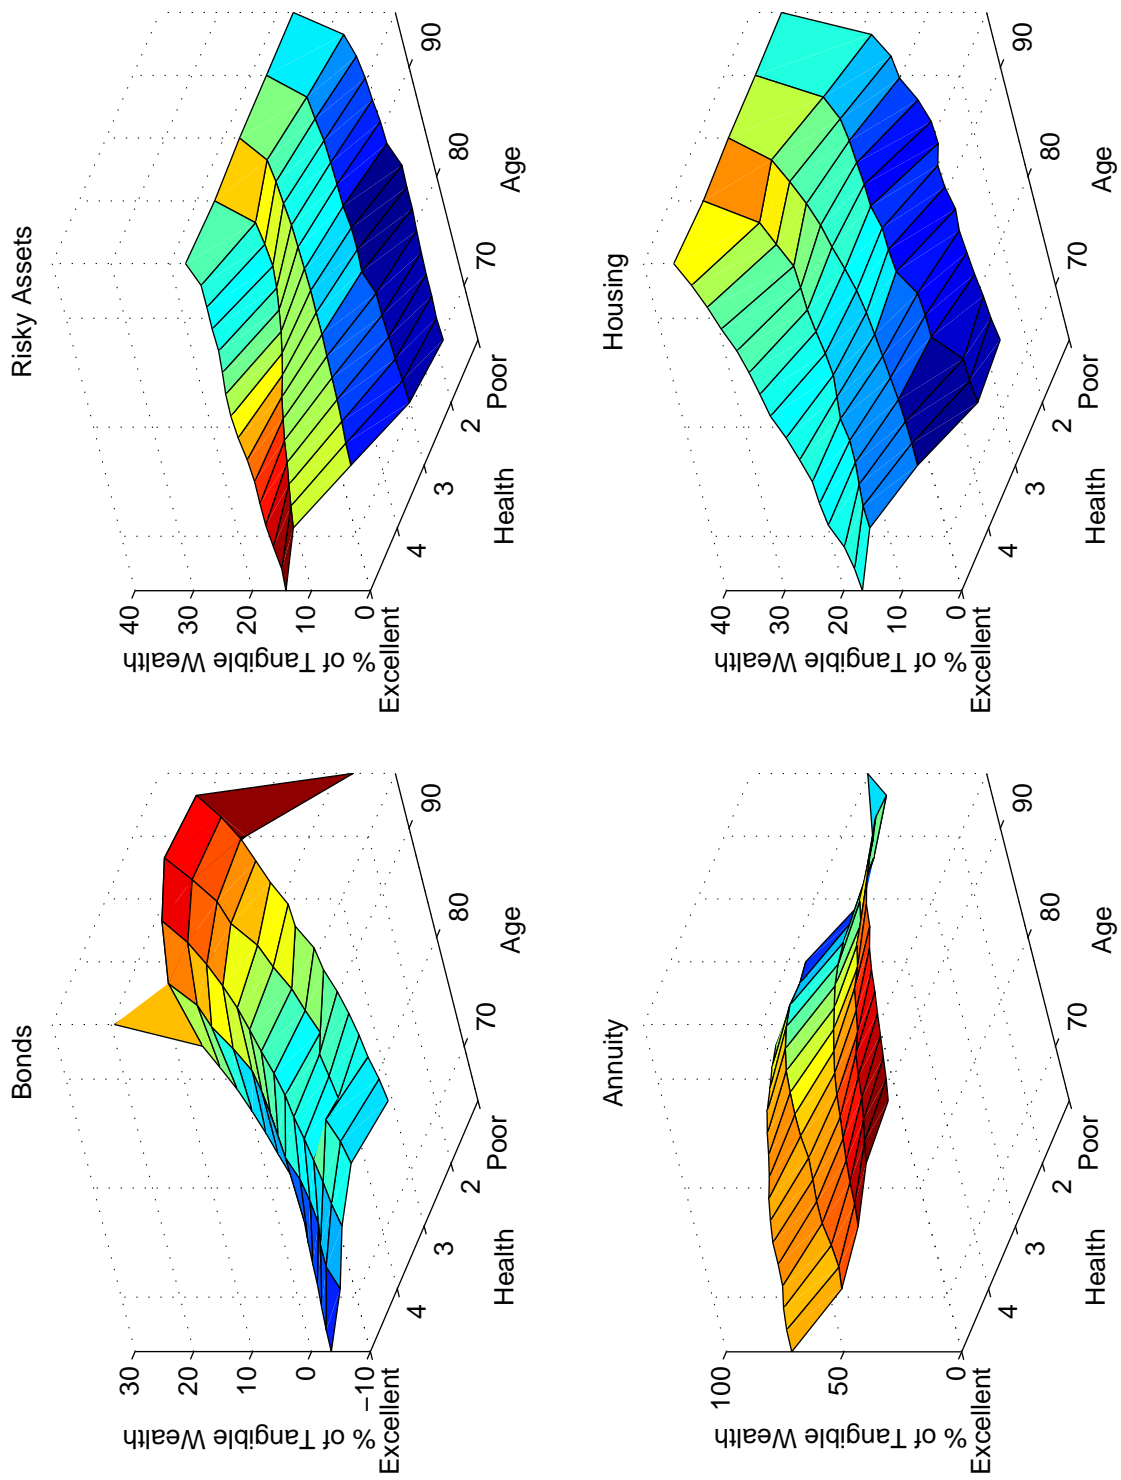 Bonds
30
20
10
0
−10
% of Tangible Wealth
Excellent
4
3
2
Poor
Health
70
80
90
Age
Risky Assets
40
30
20
10
0
% of Tangible Wealth
Excellent
4
3
2
Poor
Health
70
80
90
Age
Annuity
100
50
0
% of Tangible Wealth
Excellent
4
3
2
Poor
Health
70
80
90
Age
Housing
40
30
20
10
0
% of Tangible Wealth
Excellent
4
3
2
Poor
Health
70
80
90
Age